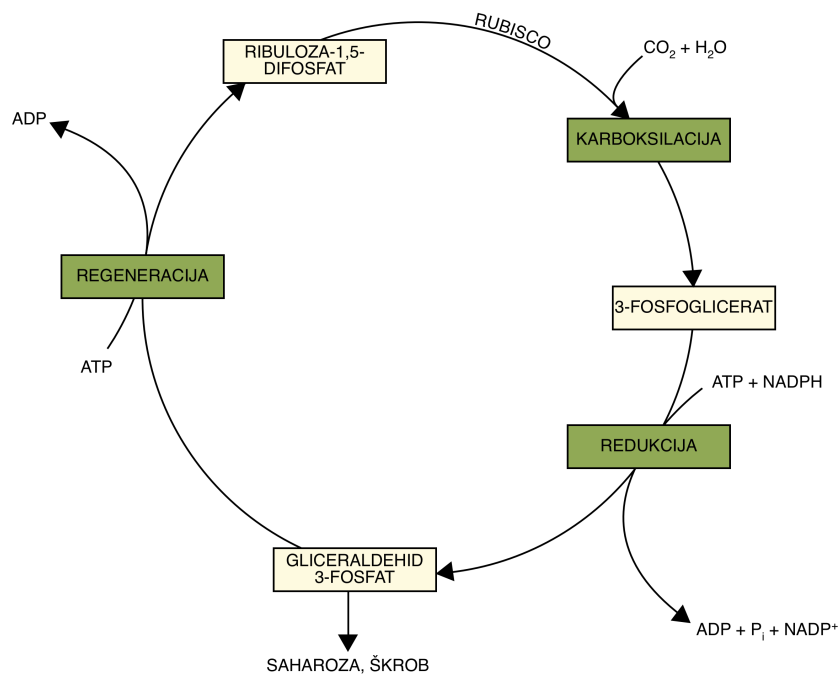 RUBISCO
RIBULOZA-1,5-
DIFOSFAT
CO₂ + H₂O
ADP
KARBOKSILACIJA
REGENERACIJA
3-FOSFOGLICERAT
ATP
ATP + NADPH
REDUKCIJA
GLICERALDEHID
3-FOSFAT
ADP + Pᵢ + NADP⁺
SAHAROZA, ŠKROB